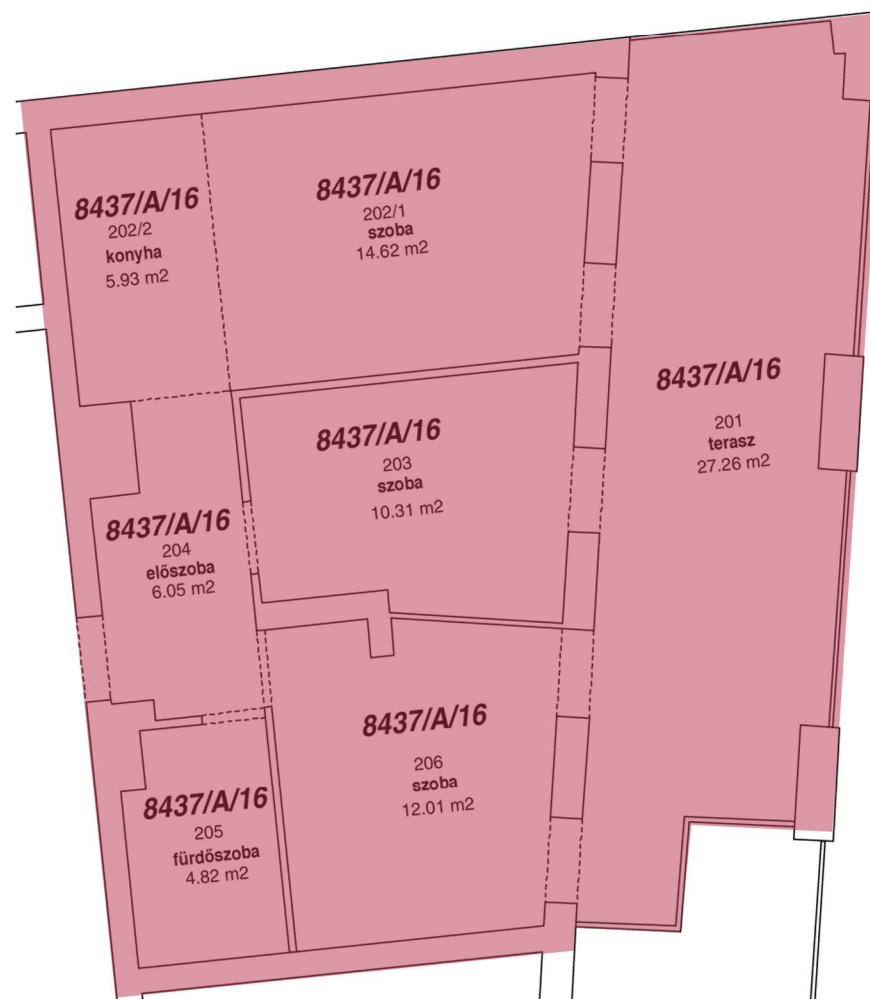 8437/A/16
202/2
konyha
5.93 m2
8437/A/16
202/1
szoba
14.62 m2
8437/A/16
201
terasz
27.26 m2
8437/A/16
203
szoba
10.31 m2
8437/A/16
204
előszoba
6.05 m2
8437/A/16
206
szoba
12.01 m2
8437/A/16
205
fürdőszoba
4.82 m2